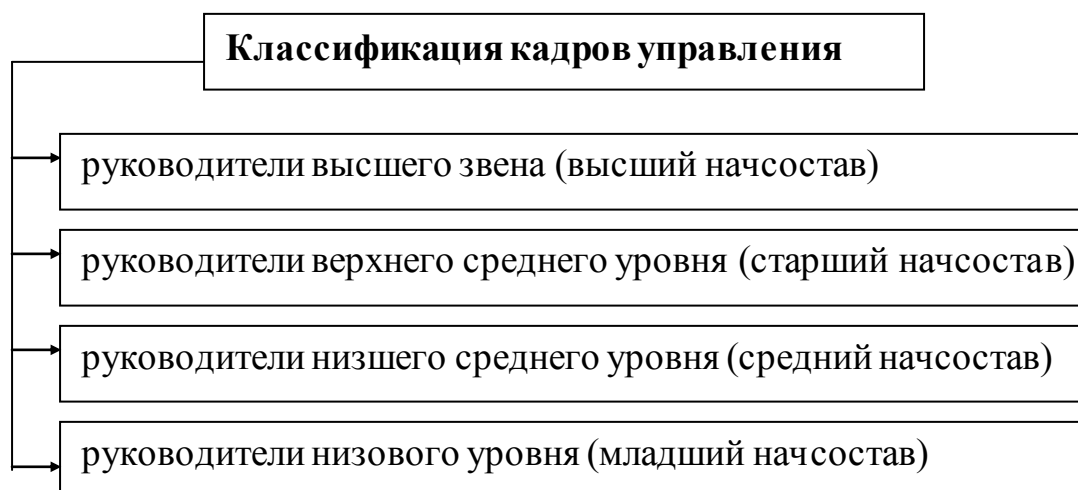 Классификация кадров управления
руководители высшего звена (высший начсостав)
руководители верхнего среднего уровня (старший начсостав)
руководители низшего среднего уровня (средний начсостав)
руководители низового уровня (младший начсостав)